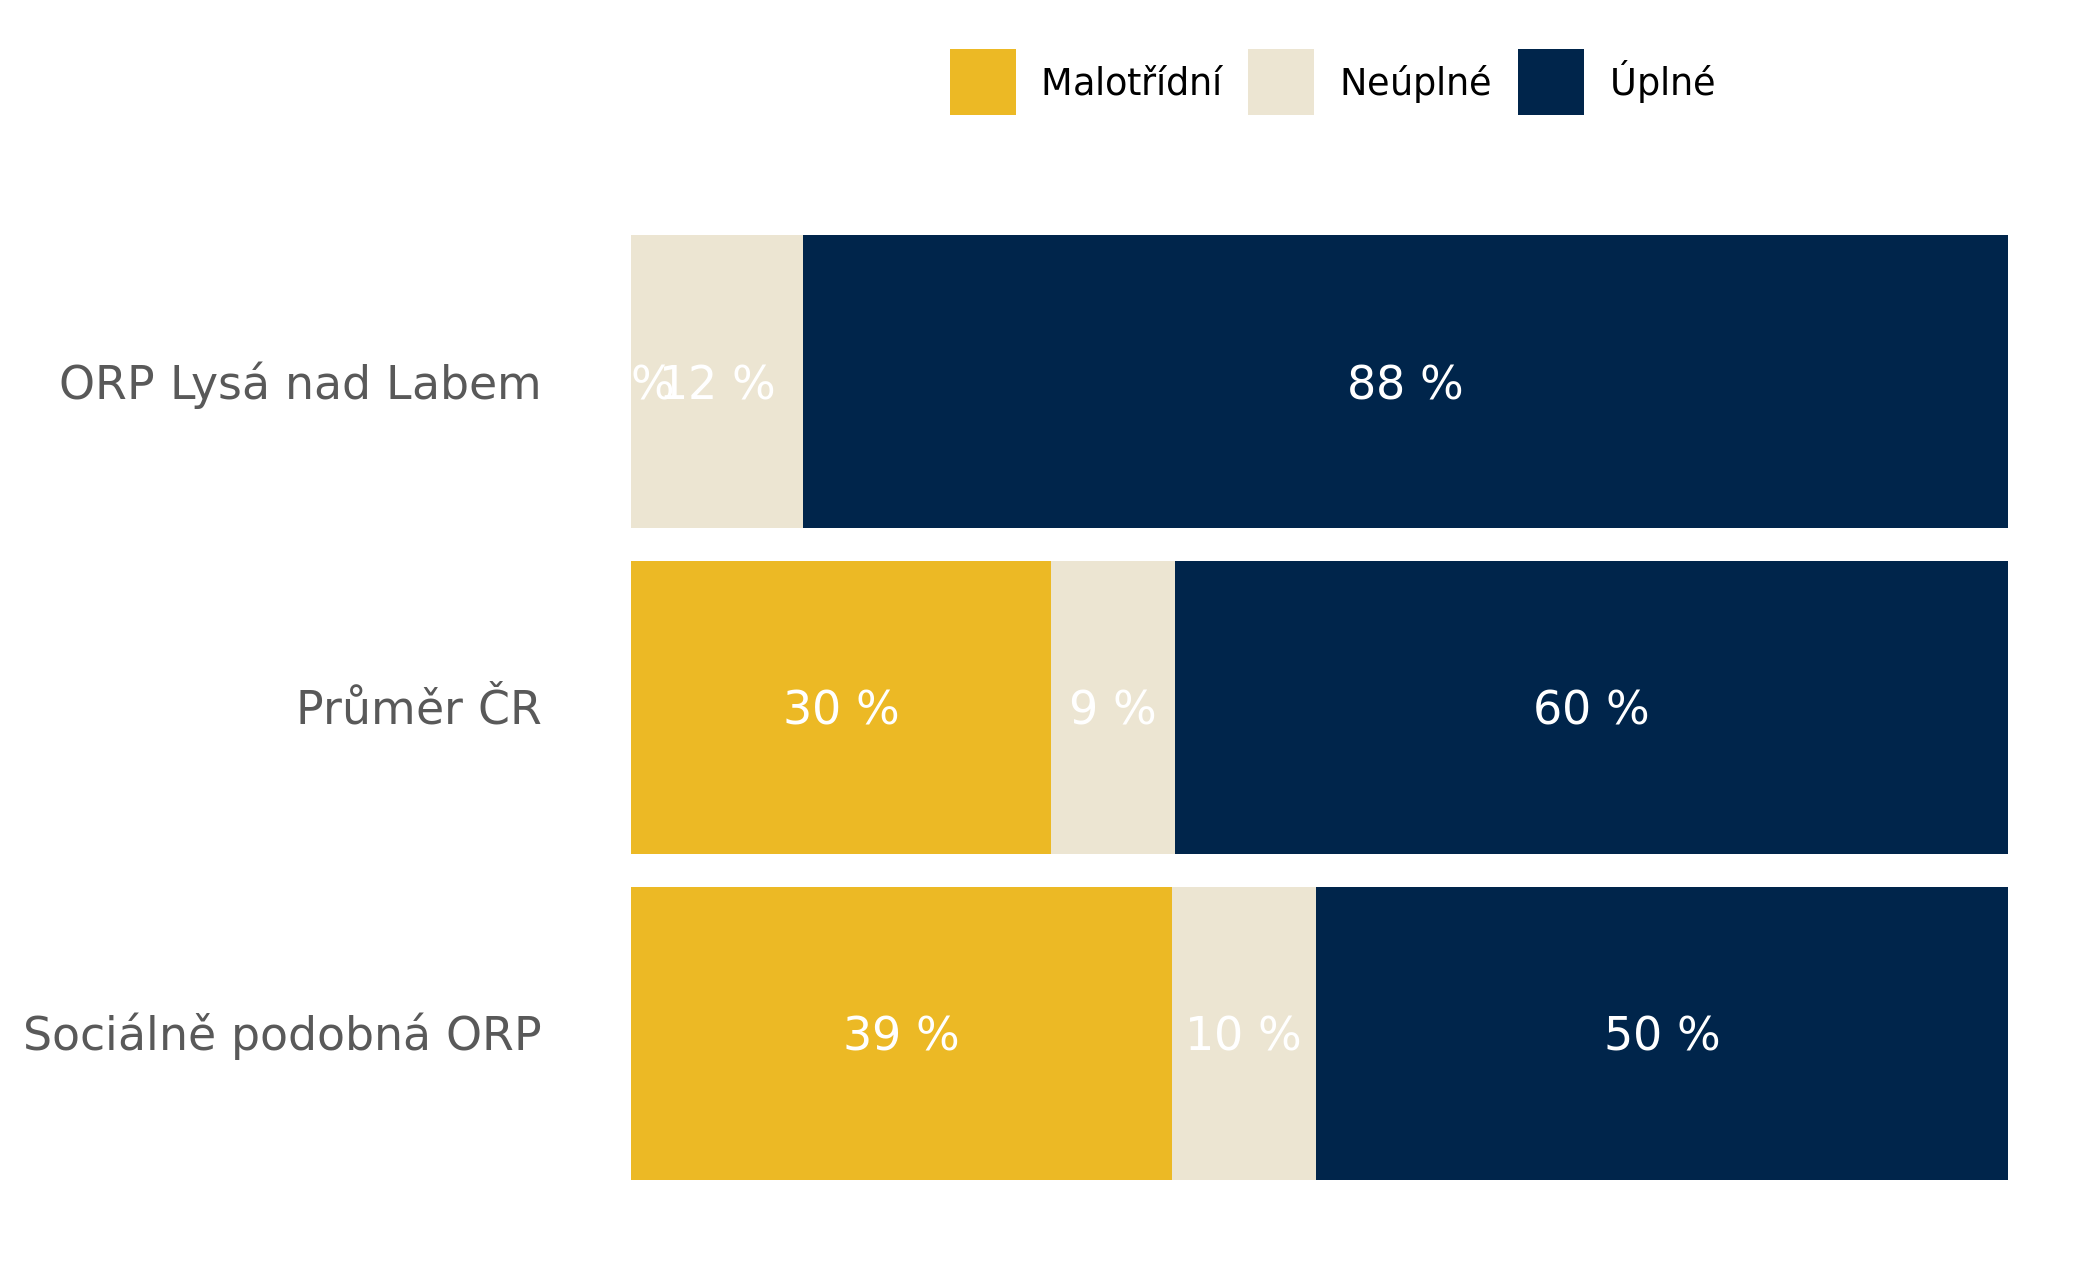 Malotřídní Neúplné Úplné
ORP Lysá nad Labem % 12 % 88 %
Průměr ČR 30 % 9 % 60 %
Sociálně podobná ORP 39 % 10 % 50 %